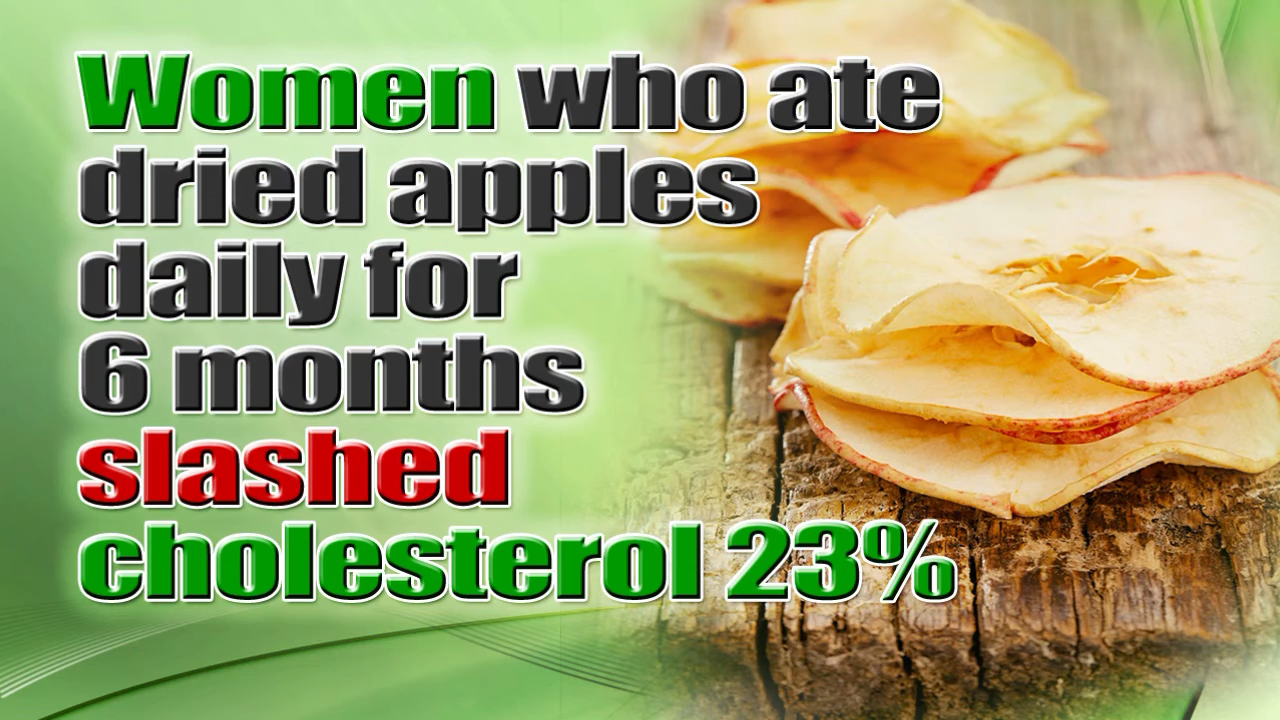 Women who ate
dried apples
daily for
6 months
slashed
cholesterol 23%